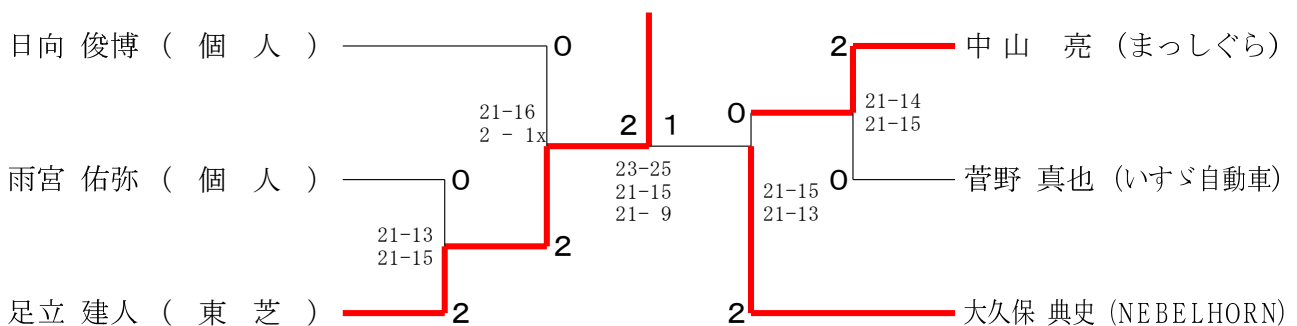 日向 俊博 ( 個 人 )
0
2
中山 亮 (まっしぐら)
21-16
2 - 1x
2
1
0
21-14
21-15
雨宮 佑弥 ( 個 人 )
0
23-25
21-15
21- 9
21-15
21-13
0
菅野 真也 (いすゞ自動車)
21-13
21-15
2
足立 建人 ( 東 芝 )
2
2
大久保 典史 (NEBELHORN)